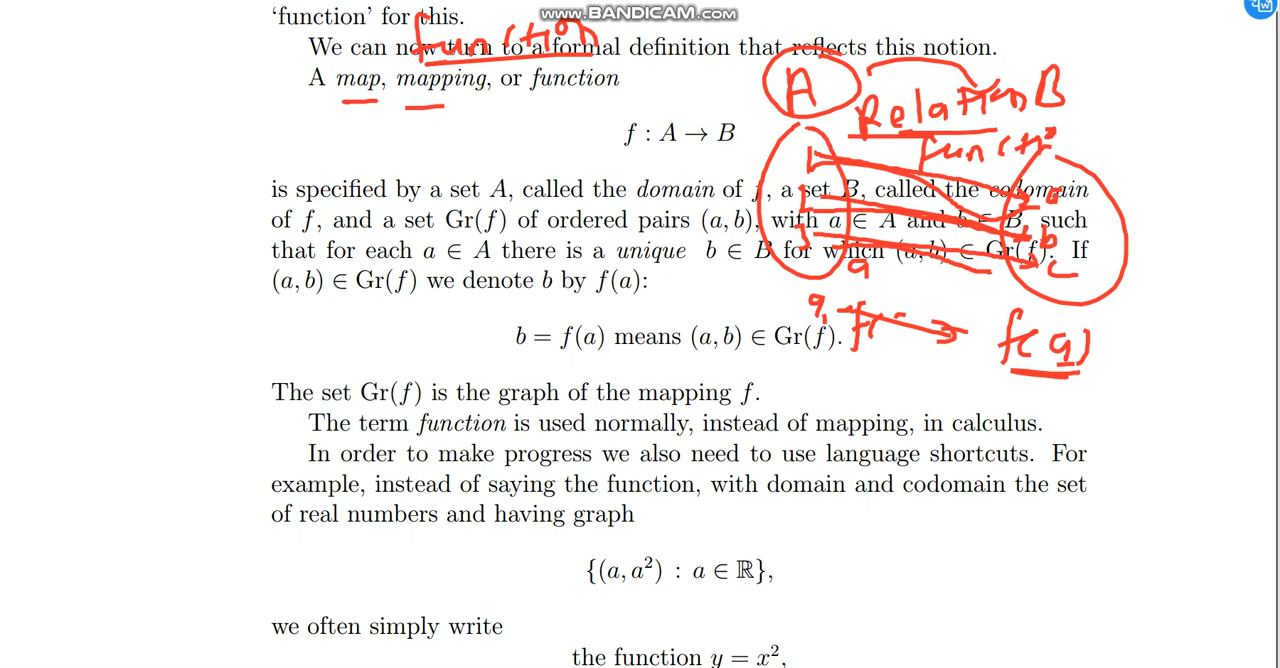 'function' for this.
www.BANDICAM.com
function
We can now turn to a formal definition that reflects this notion.
A map, mapping, or function
A
Relation B
f : A → B
function
is specified by a set A, called the domain of f, a set B, called the codomain
of f, and a set Gr(f) of ordered pairs (a, b), with a ∈ A and b ∈ B, such
that for each a ∈ A there is a unique b ∈ B for which (a, b) ∈ Gr(f). If
(a, b) ∈ Gr(f) we denote b by f(a):
1
3
a
b
c
a
b = f(a) means (a, b) ∈ Gr(f).
f(a)
The set Gr(f) is the graph of the mapping f.
The term function is used normally, instead of mapping, in calculus.
In order to make progress we also need to use language shortcuts. For
example, instead of saying the function, with domain and codomain the set
of real numbers and having graph
{(a, a²) : a ∈ ℝ},
we often simply write
the function y = x²,